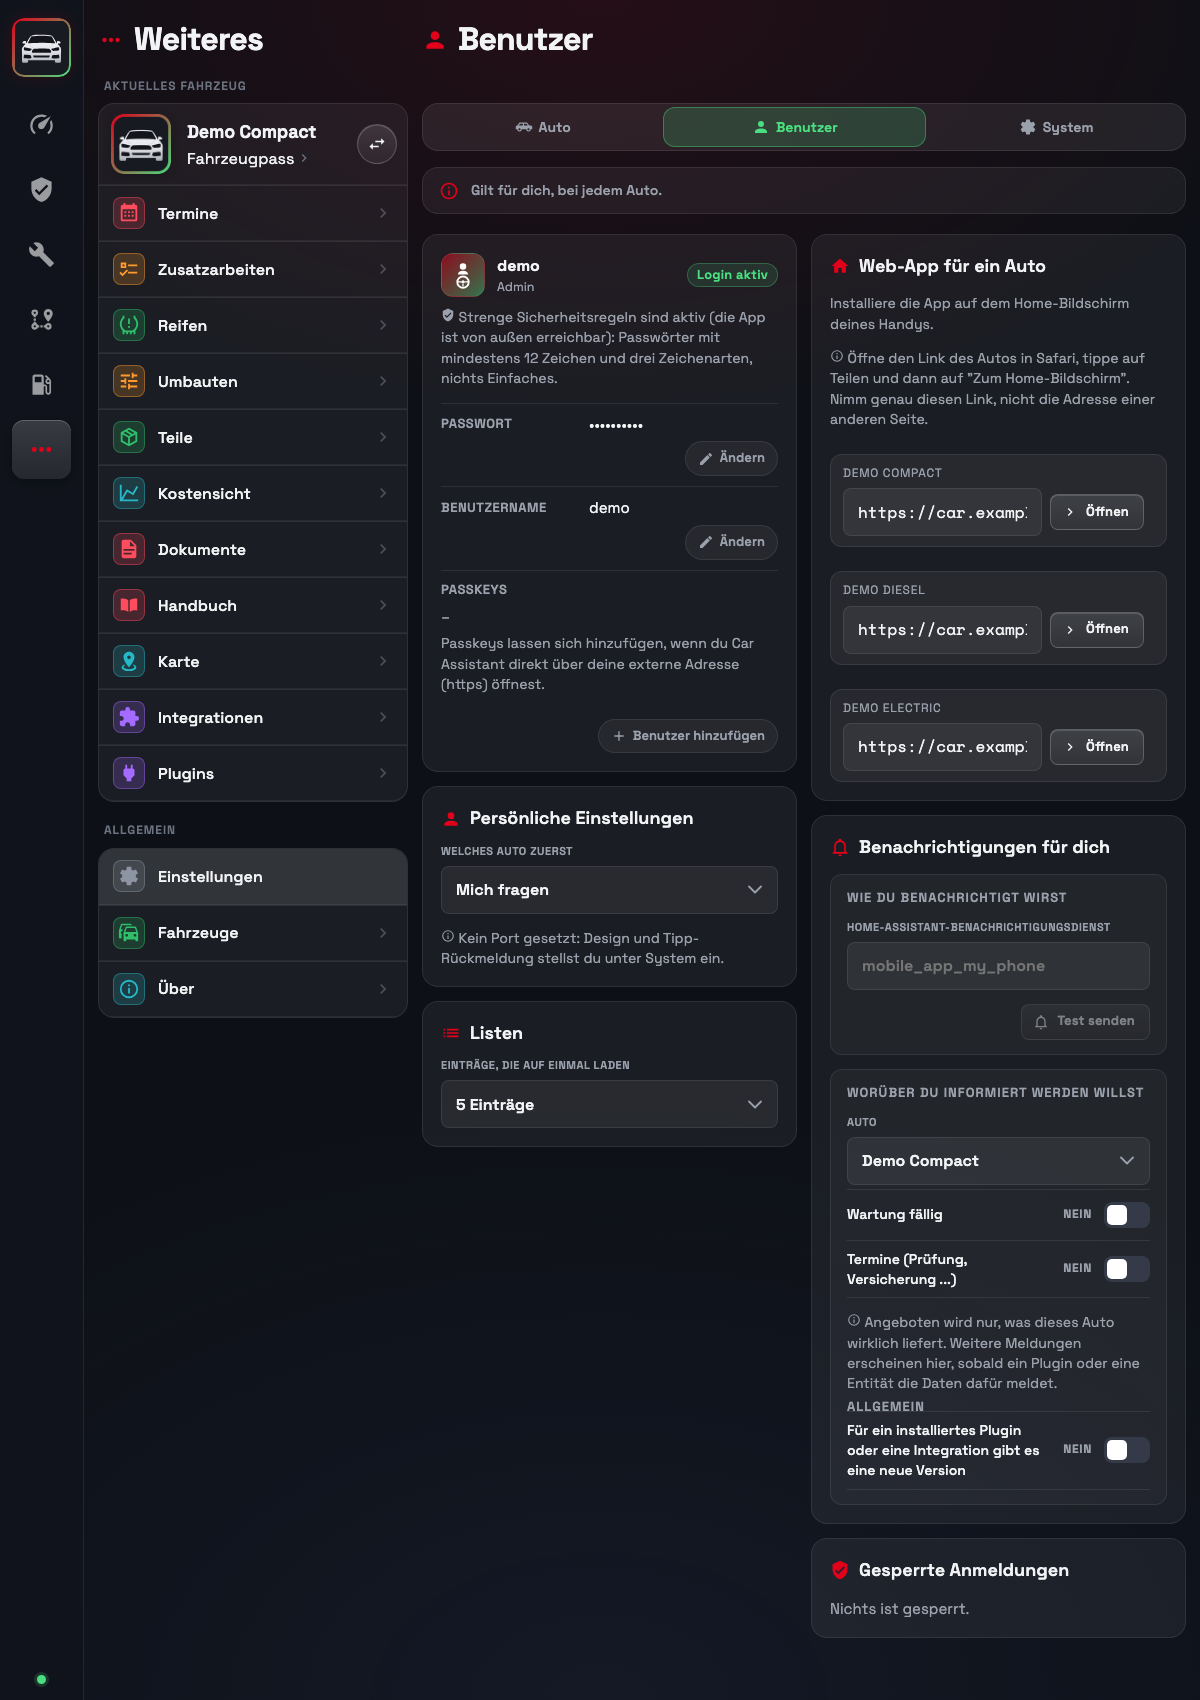 Weiteres
AKTUELLES FAHRZEUG
Demo Compact
Fahrzeugpass
Termine
Zusatzarbeiten
Reifen
Umbauten
Teile
Kostensicht
Dokumente
Handbuch
Karte
Integrationen
Plugins
ALLGEMEIN
Einstellungen
Fahrzeuge
Über
Benutzer
Auto
Benutzer
System
Gilt für dich, bei jedem Auto.
demo
Admin
Login aktiv
Strenge Sicherheitsregeln sind aktiv (die App
ist von außen erreichbar): Passwörter mit
mindestens 12 Zeichen und drei Zeichenarten,
nichts Einfaches.
PASSWORT
••••••••••
Ändern
BENUTZERNAME
demo
Ändern
PASSKEYS
–
Passkeys lassen sich hinzufügen, wenn du Car
Assistant direkt über deine externe Adresse
(https) öffnest.
Benutzer hinzufügen
Persönliche Einstellungen
WELCHES AUTO ZUERST
Mich fragen
Kein Port gesetzt: Design und Tipp-
Rückmeldung stellst du unter System ein.
Listen
EINTRÄGE, DIE AUF EINMAL LADEN
5 Einträge
Web-App für ein Auto
Installiere die App auf dem Home-Bildschirm
deines Handys.
Öffne den Link des Autos in Safari, tippe auf
Teilen und dann auf "Zum Home-Bildschirm".
Nimm genau diesen Link, nicht die Adresse einer
anderen Seite.
DEMO COMPACT
https://car.exampl
Öffnen
DEMO DIESEL
https://car.exampl
Öffnen
DEMO ELECTRIC
https://car.exampl
Öffnen
Benachrichtigungen für dich
WIE DU BENACHRICHTIGT WIRST
HOME-ASSISTANT-BENACHRICHTIGUNGSDIENST
mobile_app_my_phone
Test senden
WORÜBER DU INFORMIERT WERDEN WILLST
AUTO
Demo Compact
Wartung fällig
NEIN
Termine (Prüfung,
Versicherung ...)
NEIN
Angeboten wird nur, was dieses Auto
wirklich liefert. Weitere Meldungen
erscheinen hier, sobald ein Plugin oder eine
Entität die Daten dafür meldet.
ALLGEMEIN
Für ein installiertes Plugin
oder eine Integration gibt es
eine neue Version
NEIN
Gesperrte Anmeldungen
Nichts ist gesperrt.